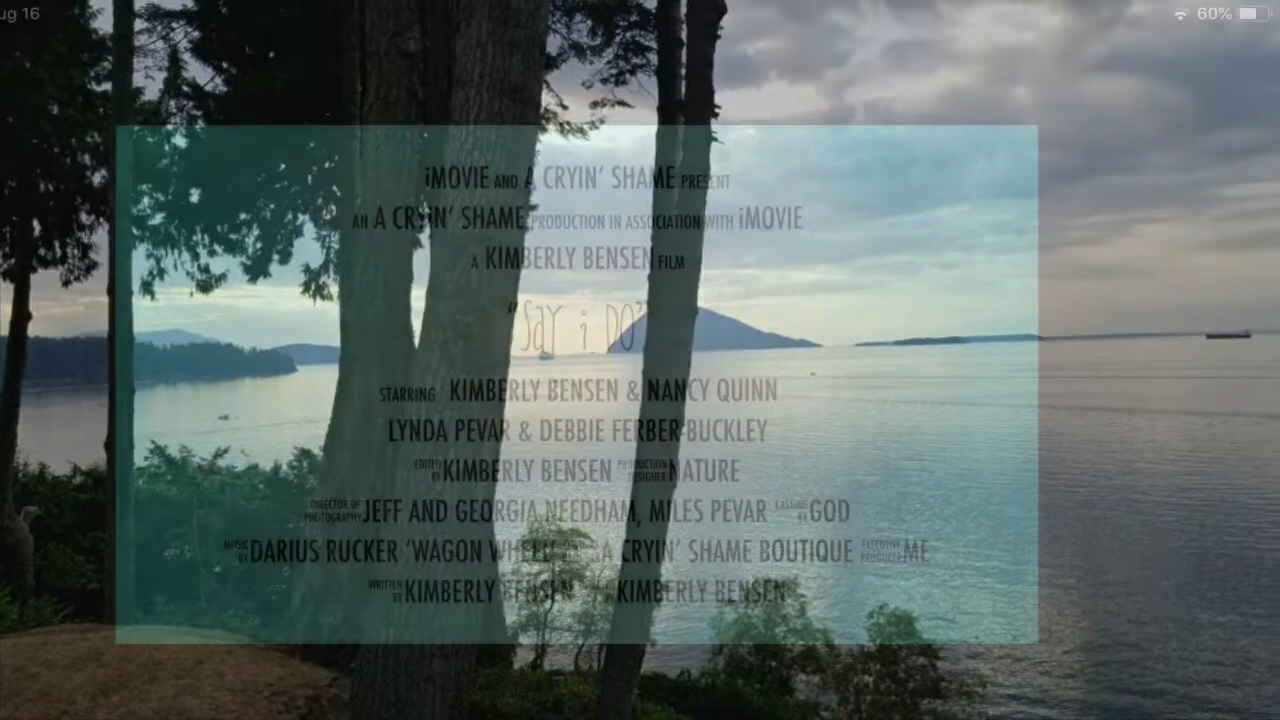 ug 16
60%
iMOVIE AND A CRYIN' SHAME PRESENT
AN A CRYIN' SHAME PRODUCTION IN ASSOCIATION WITH iMOVIE
A KIMBERLY BENSEN FILM
"SaY i DO"
STARRING KIMBERLY BENSEN & NANCY QUINN
LYNDA PEVAR & DEBBIE FERBER-BUCKLEY
EDITED BY KIMBERLY BENSEN PRODUCTION DESIGNER NATURE
DIRECTOR OF PHOTOGRAPHY JEFF AND GEORGIA NEEDHAM, MILES PEVAR CASTING BY GOD
MUSIC BY DARIUS RUCKER 'WAGON WHEEL' A CRYIN' SHAME BOUTIQUE EXECUTIVE PRODUCER ME
WRITTEN BY KIMBERLY BENSEN KIMBERLY BENSEN